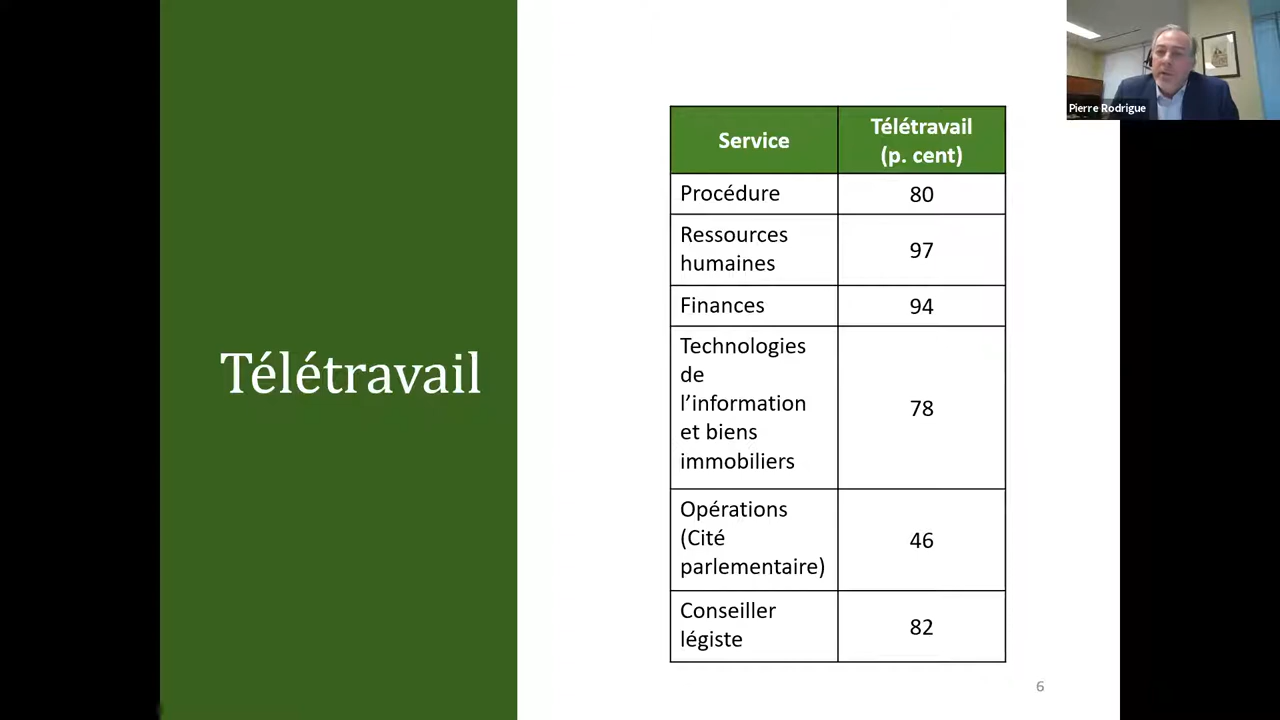 Télétravail
Service
Télétravail
(p. cent)
Procédure
80
Ressources
humaines
97
Finances
94
Technologies
de
l’information
et biens
immobiliers
78
Opérations
(Cité
parlementaire)
46
Conseiller
légiste
82
6
Pierre Rodrigue